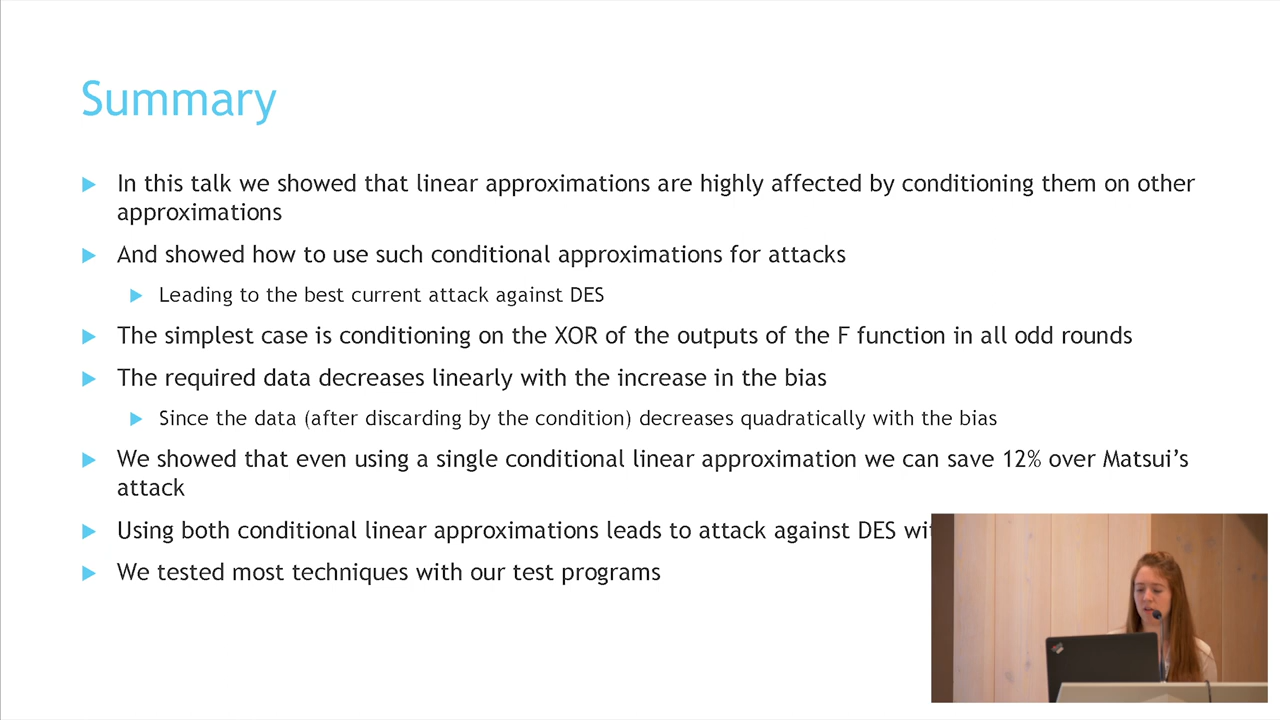 Summary
In this talk we showed that linear approximations are highly affected by conditioning them on other
approximations
And showed how to use such conditional approximations for attacks
Leading to the best current attack against DES
The simplest case is conditioning on the XOR of the outputs of the F function in all odd rounds
The required data decreases linearly with the increase in the bias
Since the data (after discarding by the condition) decreases quadratically with the bias
We showed that even using a single conditional linear approximation we can save 12% over Matsui's
attack
Using both conditional linear approximations leads to attack against DES
We tested most techniques with our test programs